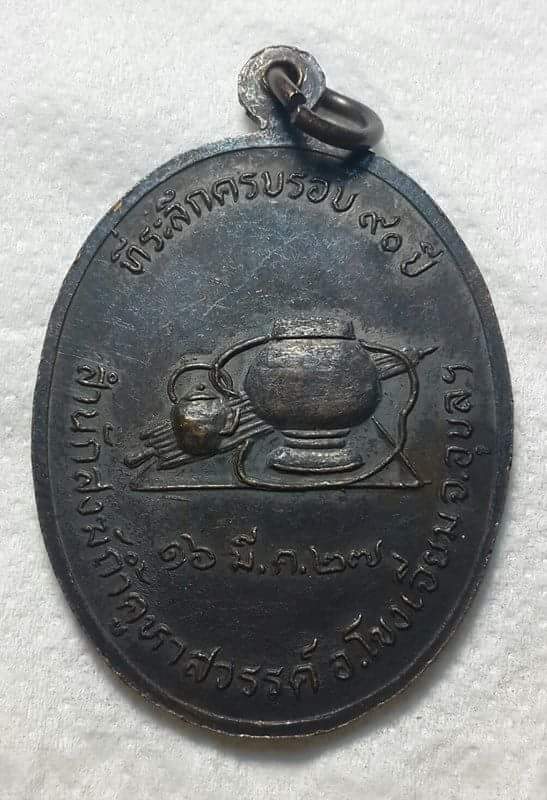 ที่ระลึกครบรอบ ๙๐ ปี
๑๖ มี.ค.๒๗
สำนักสงฆ์ถ้ำคูหาสวรรค์ อ.โขงเจียม จ.อุบลฯ